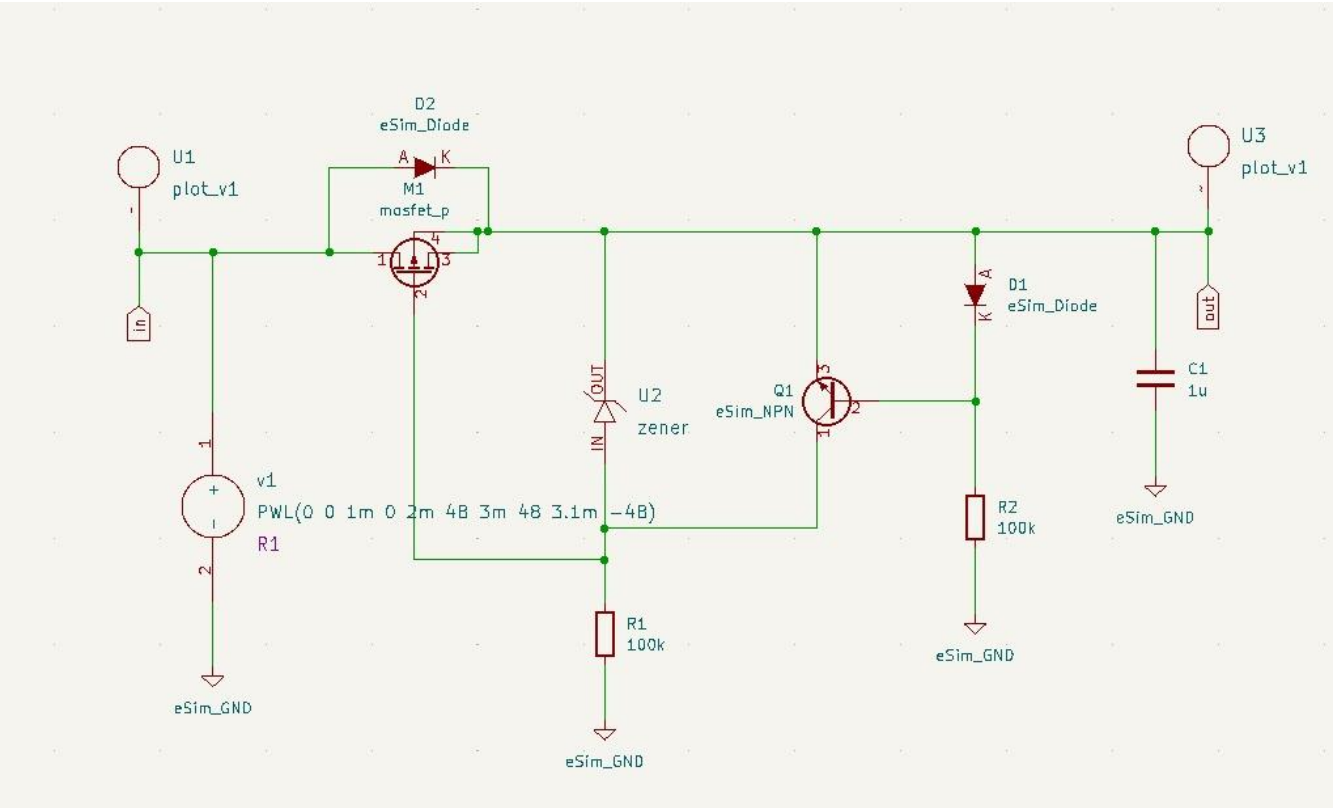 D2
eSim_Diode
A K
U1
plot_v1
M1
mosfet_p
U3
plot_v1
4
1 3
2
in
A
D1
eSim_Diode
K
out
OUT
U2
zener
IN
3
Q1
eSim_NPN
2
1
C1
1u
1
v1
+
PWL(0 0 1m 0 2m 48 3m 48 3.1m -48)
-
R1
2
R2
100k
eSim_GND
R1
100k
eSim_GND
eSim_GND
eSim_GND